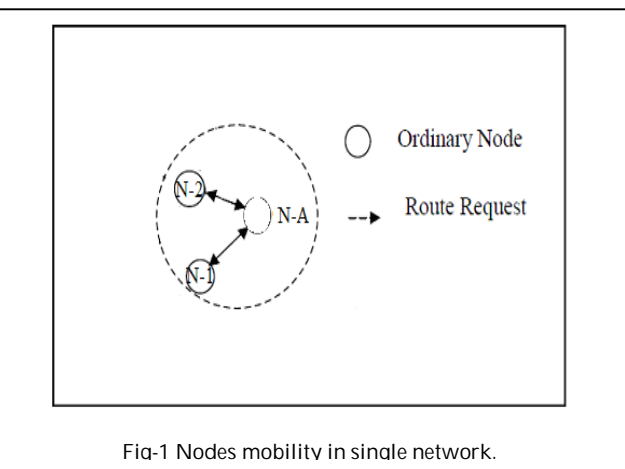 Ordinary Node
N-2
N-A
Route Request
N-1
Fig-1 Nodes mobility in single network.